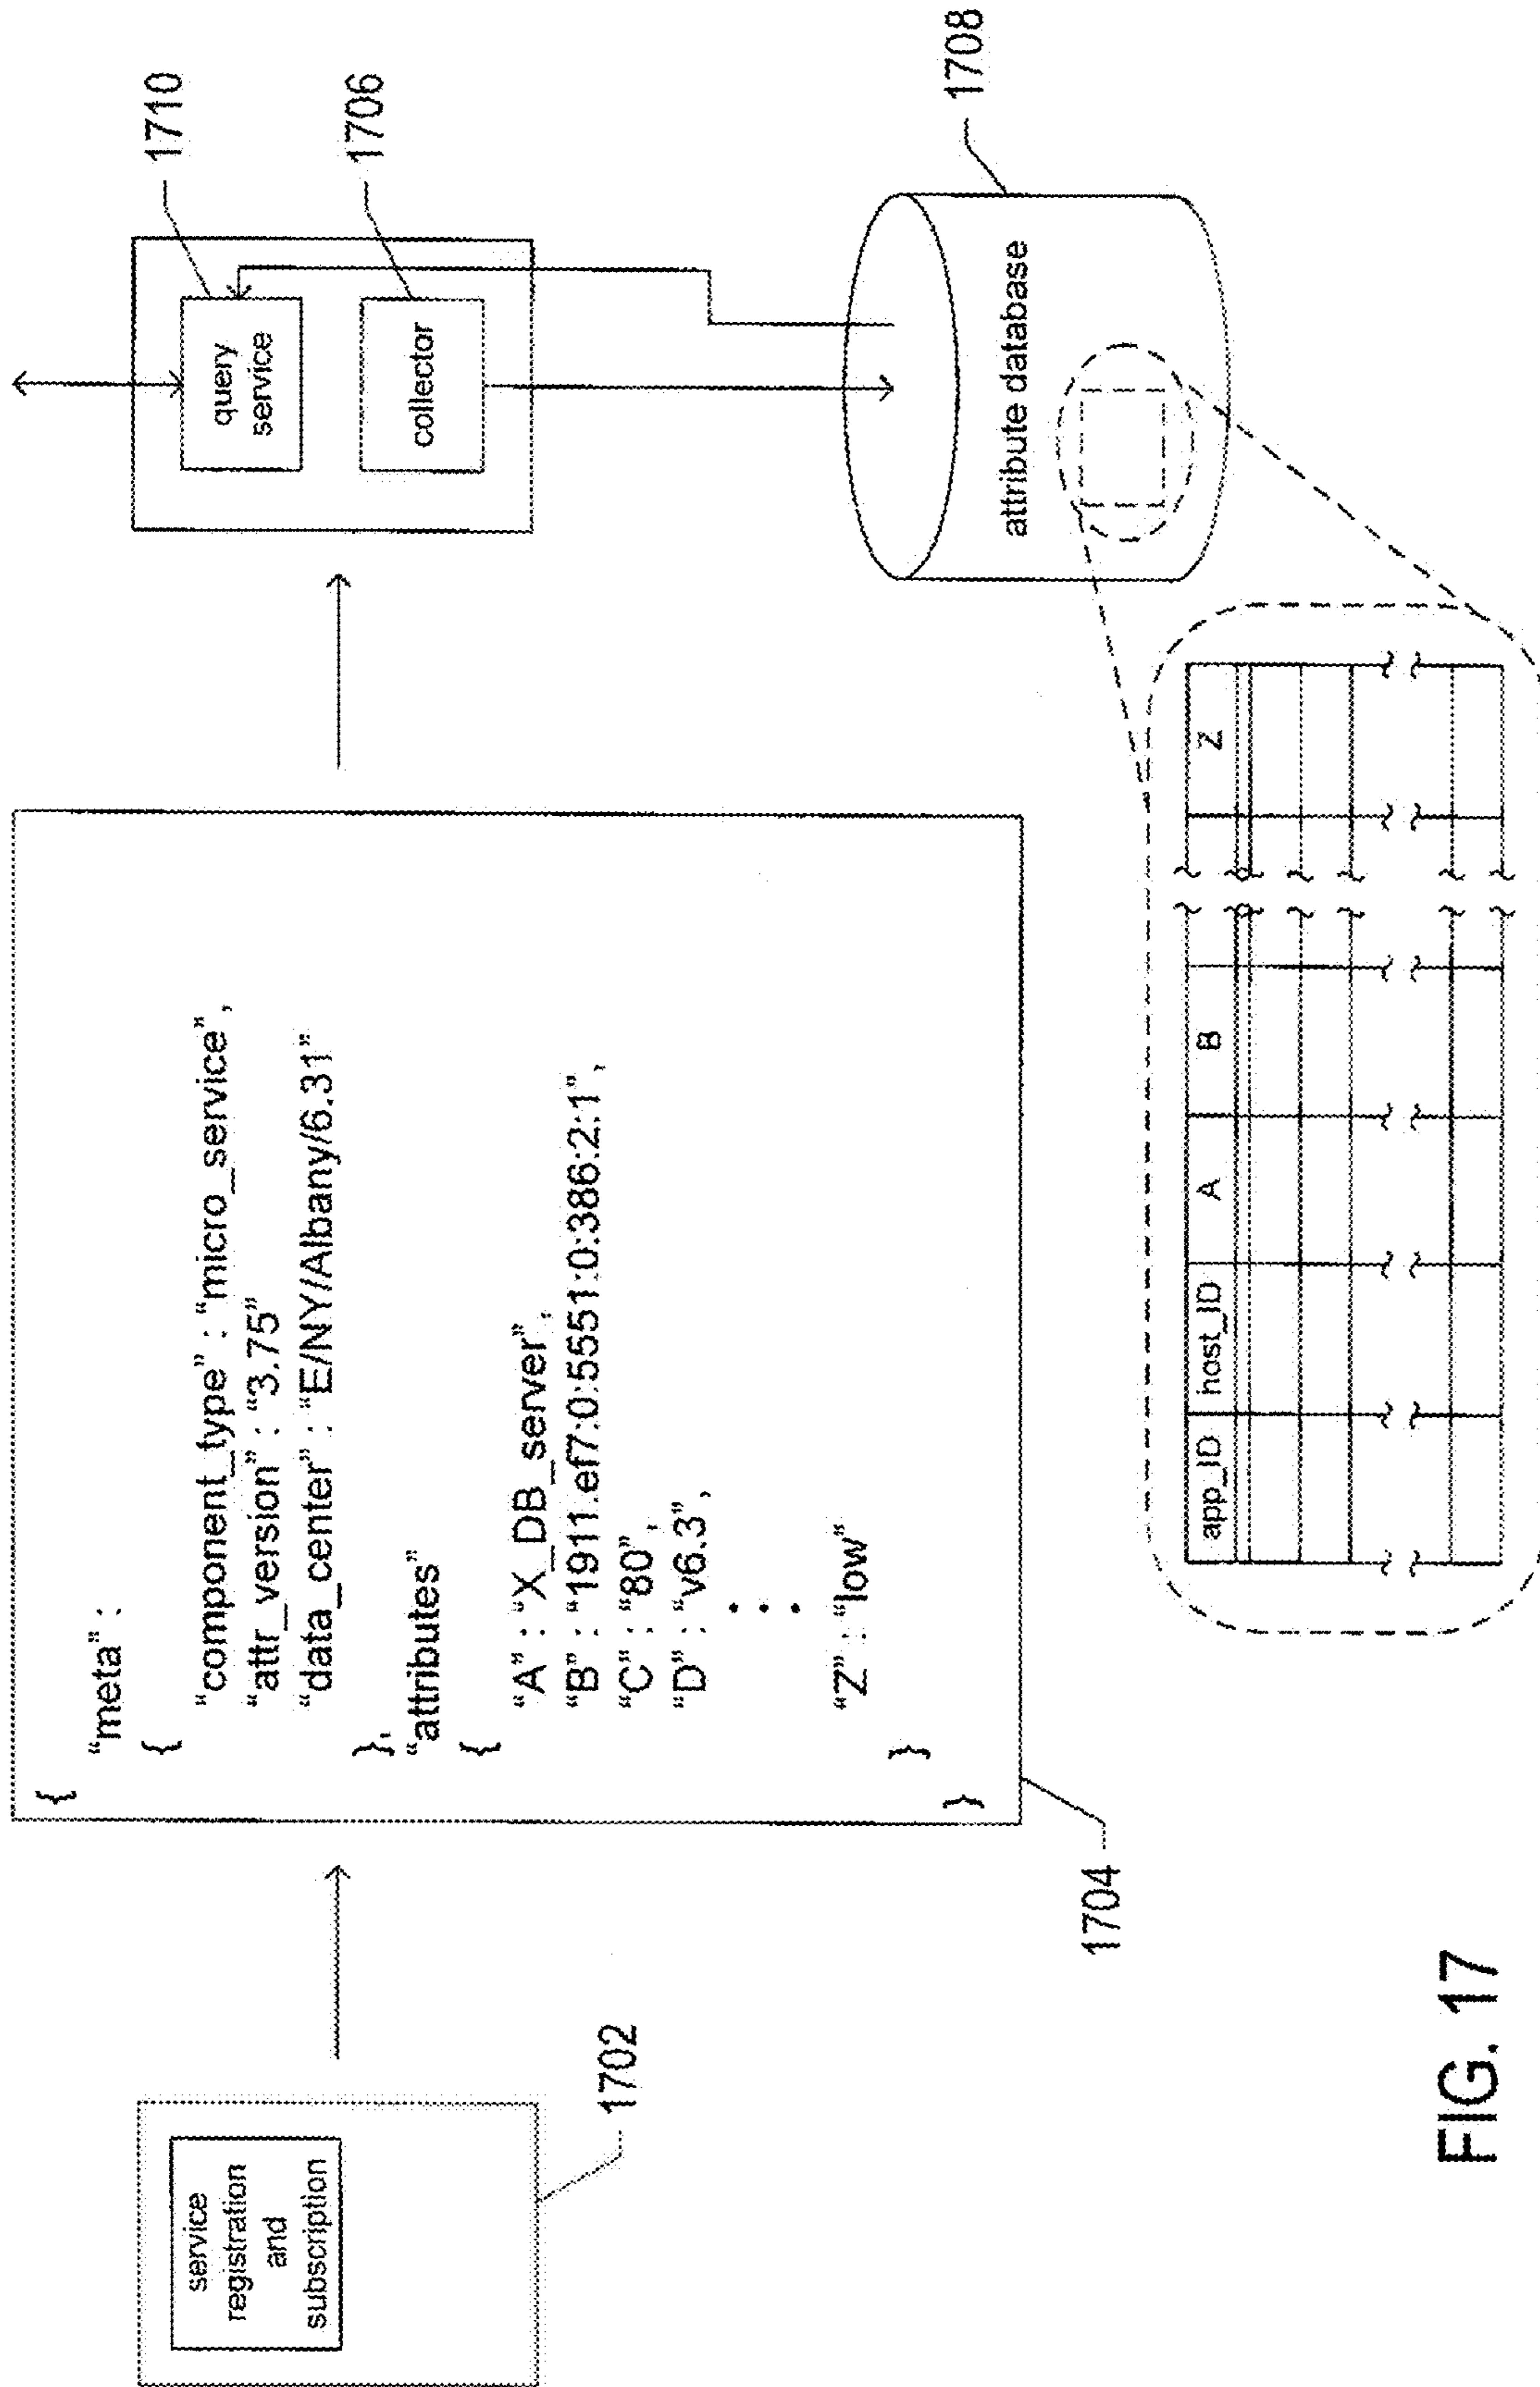 service
registration
and
subscription
1702
{
“meta” :
{
“component_type” : “micro_service”,
“attr_version” : “3.75”
“data_center” : “E/NY/Albany/6.31”
},
“attributes”
{
“A” : “X_DB_server”,
“B” : “1911:ef7:0:5551:0:386:2:1”,
“C” : “80”,
“D” : “v6.3”,
“Z” : “low”
}
}
1704
query
service
1710
collector
1706
attribute database
1708
app_ID host_ID A B Z
FIG. 17